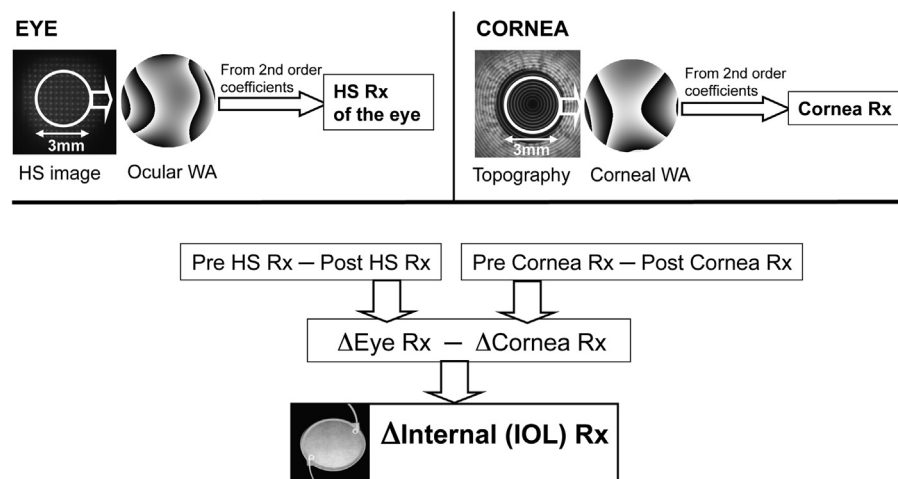 EYE
From 2nd order
coefficients
HS Rx
of the eye
3mm
HS image
Ocular WA
CORNEA
From 2nd order
coefficients
Cornea Rx
3mm
Topography
Corneal WA
Pre HS Rx – Post HS Rx
Pre Cornea Rx – Post Cornea Rx
ΔEye Rx – ΔCornea Rx
ΔInternal (IOL) Rx